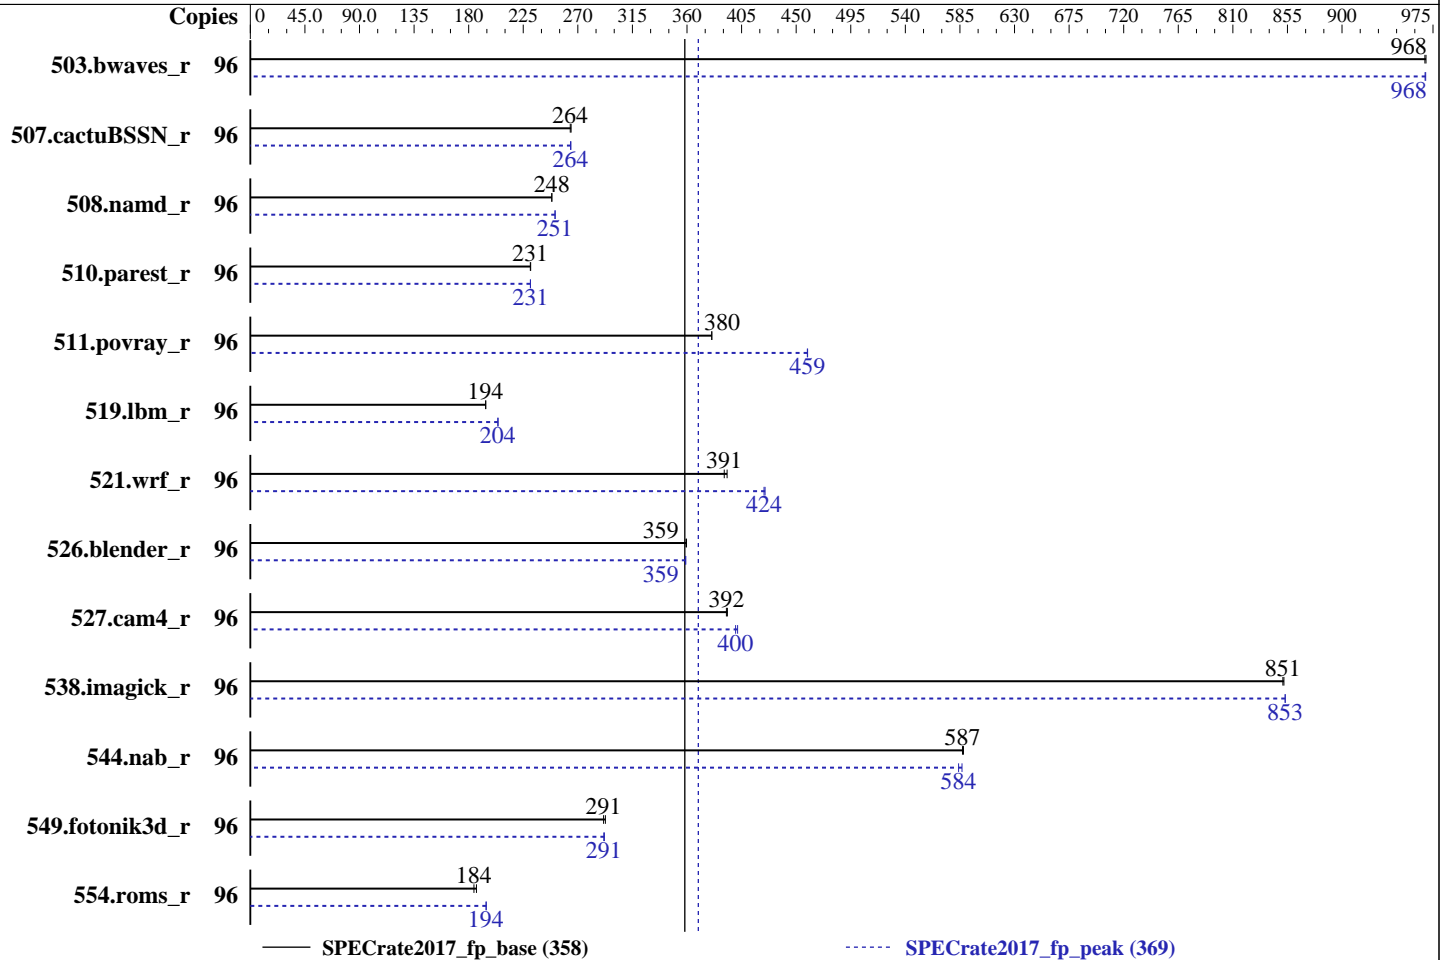 Copies 0 45.0 90.0 135 180 225 270 315 360 405 450 495 540 585 630 675 720 765 810 855 900 975
503.bwaves_r 96 968
968
507.cactuBSSN_r 96 264
264
508.namd_r 96 248
251
510.parest_r 96 231
231
511.povray_r 96 380
459
519.lbm_r 96 194
204
521.wrf_r 96 391
424
526.blender_r 96 359
359
527.cam4_r 96 392
400
538.imagick_r 96 851
853
544.nab_r 96 587
584
549.fotonik3d_r 96 291
291
554.roms_r 96 184
194
SPECrate2017_fp_base (358) SPECrate2017_fp_peak (369)